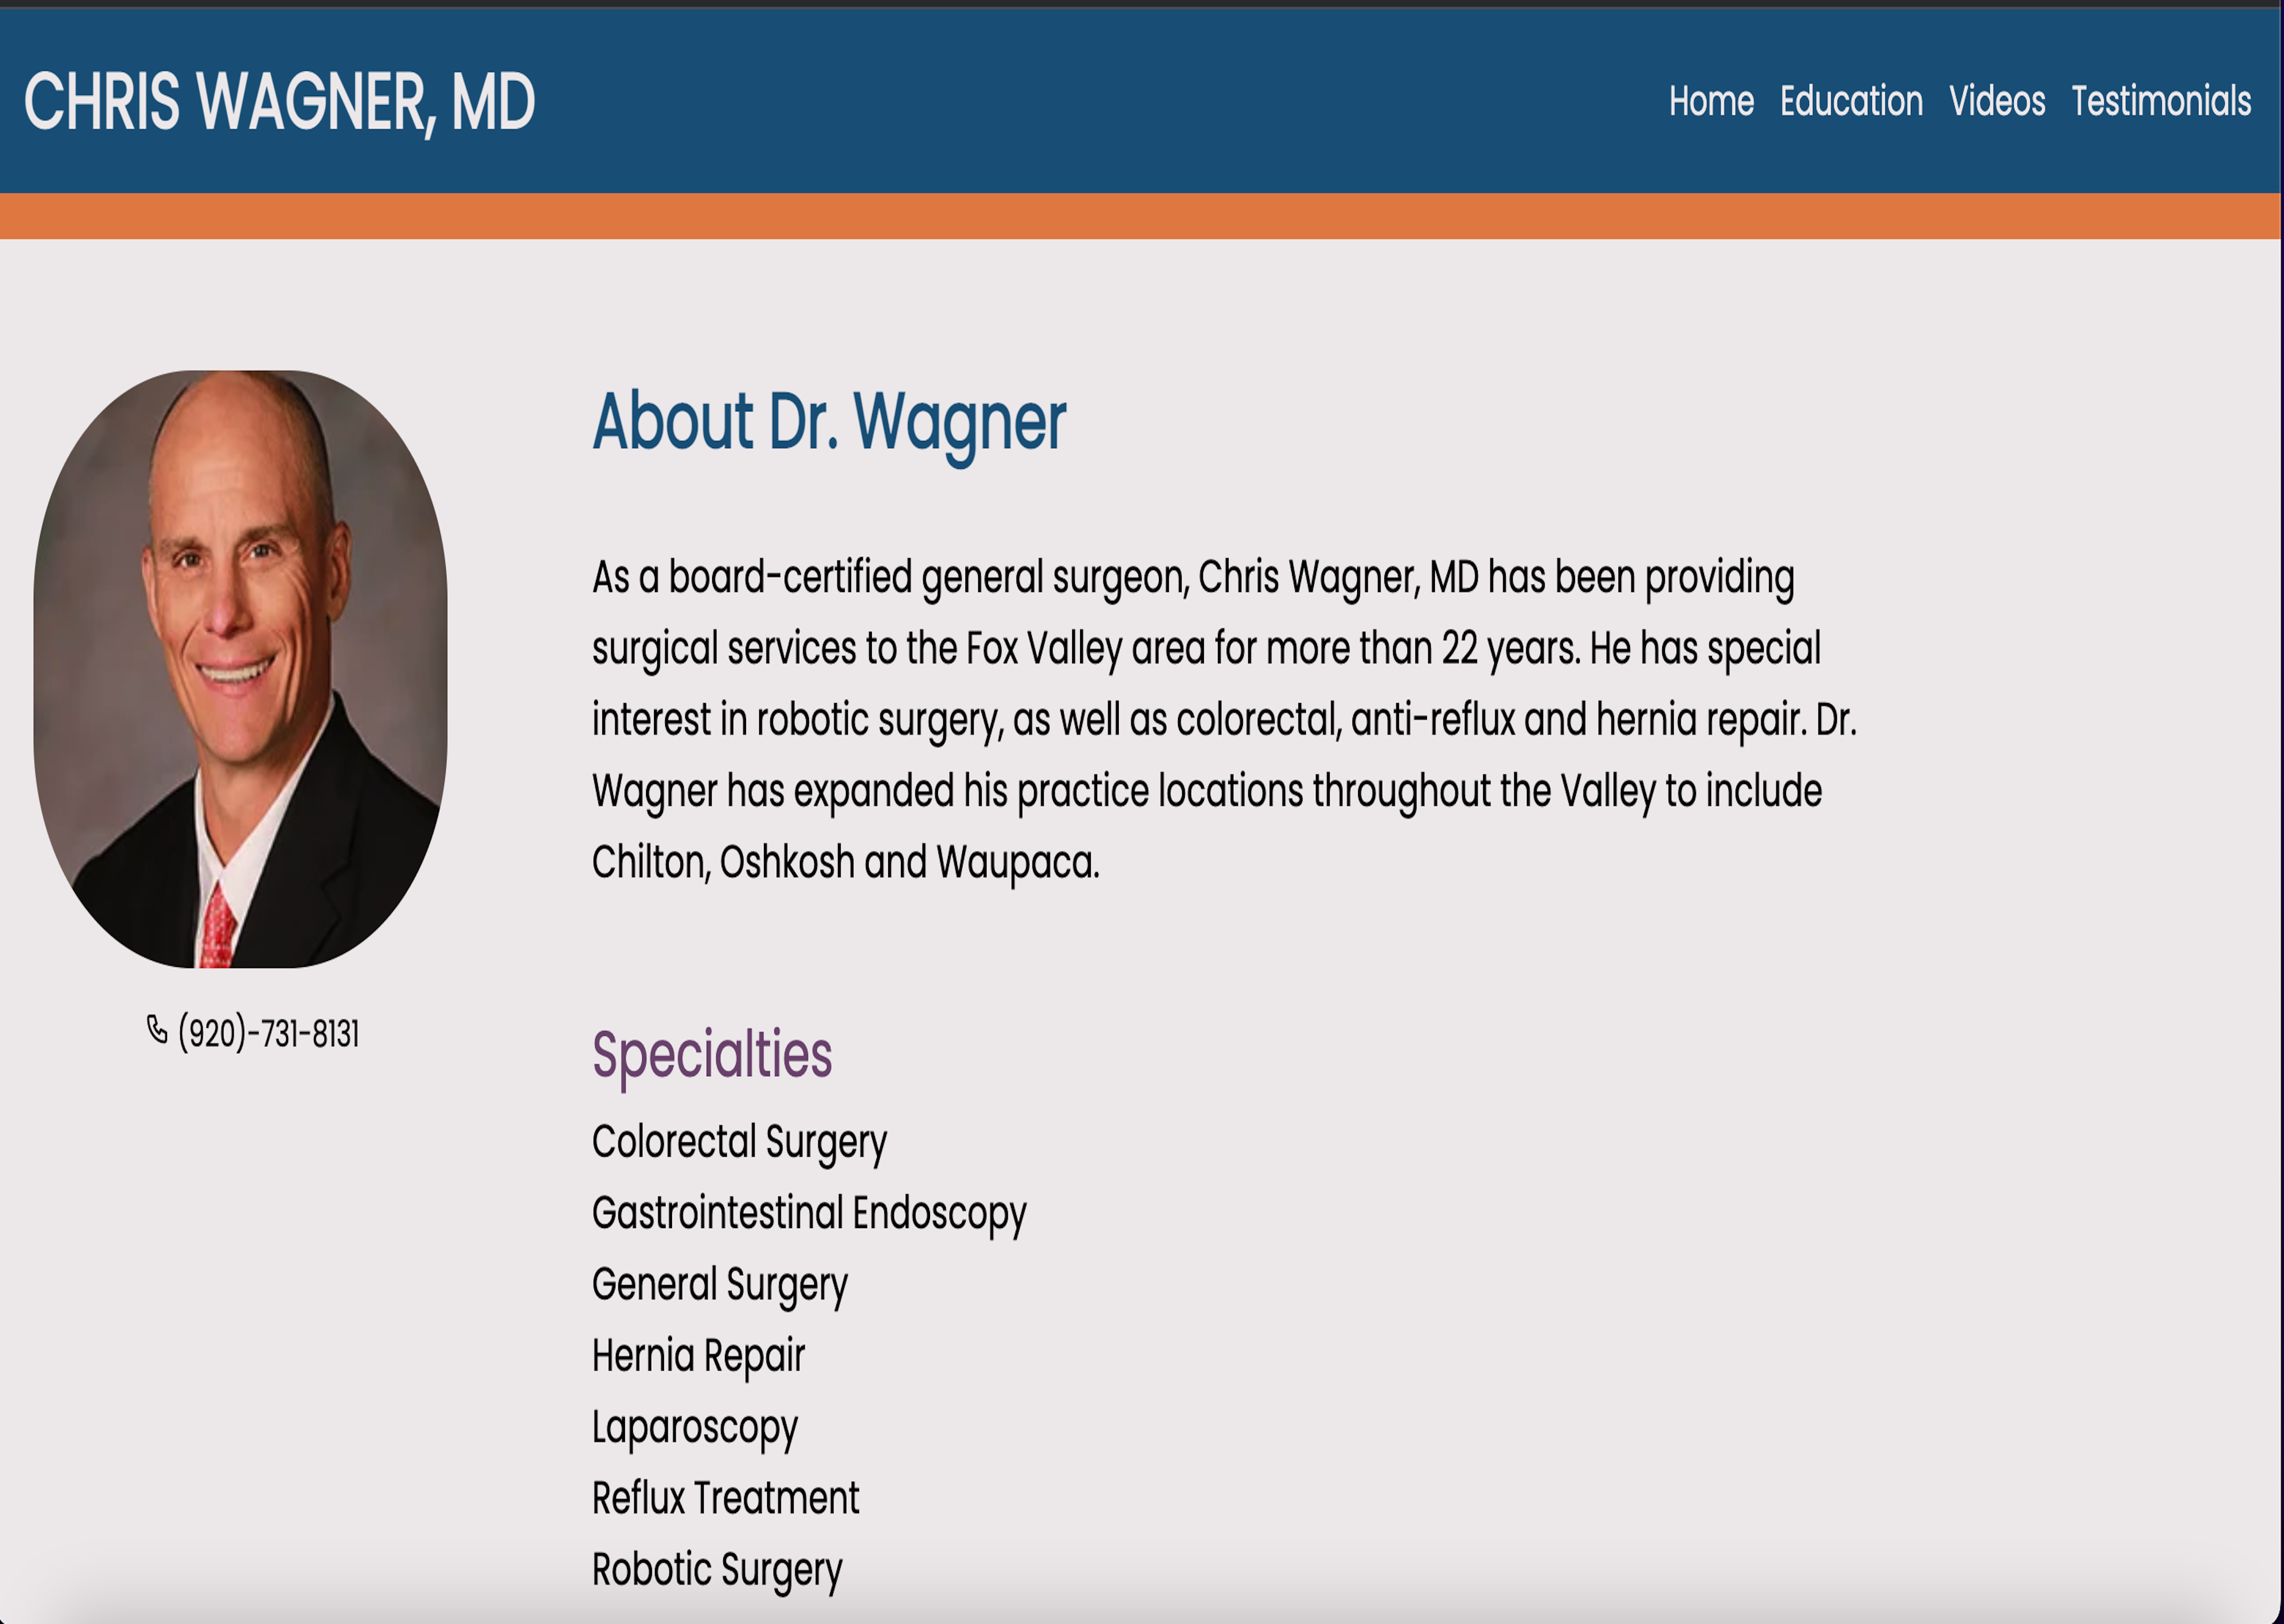 CHRIS WAGNER, MD
Home Education Videos Testimonials
About Dr. Wagner
As a board-certified general surgeon, Chris Wagner, MD has been providing
surgical services to the Fox Valley area for more than 22 years. He has special
interest in robotic surgery, as well as colorectal, anti-reflux and hernia repair. Dr.
Wagner has expanded his practice locations throughout the Valley to include
Chilton, Oshkosh and Waupaca.
(920)-731-8131
Specialties
Colorectal Surgery
Gastrointestinal Endoscopy
General Surgery
Hernia Repair
Laparoscopy
Reflux Treatment
Robotic Surgery